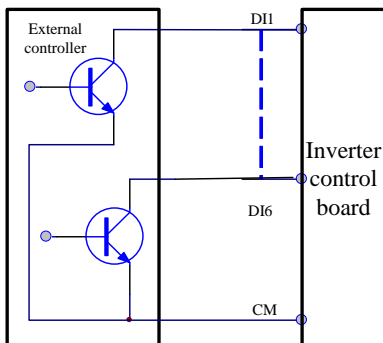 External
controller
DI1
Inverter
control
board
DI6
CM